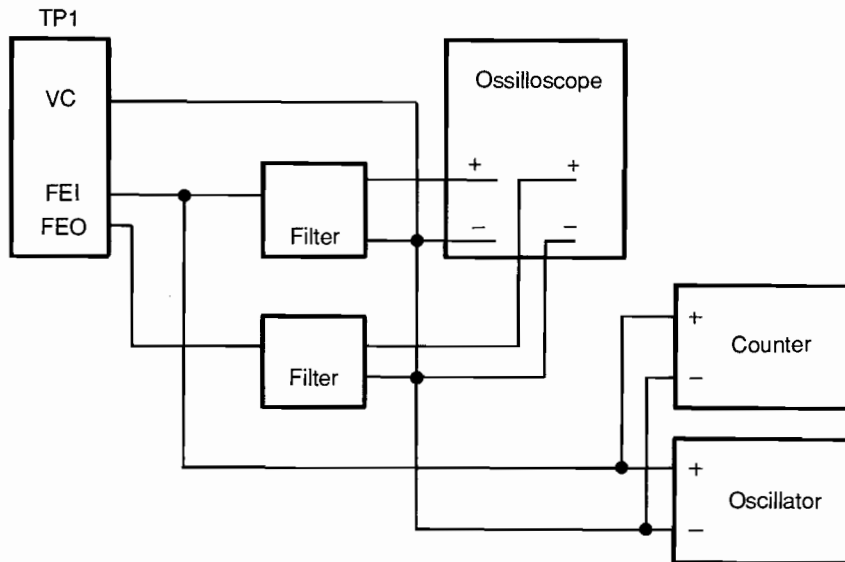 TP1
VC
FEI
FEO
Ossilloscope
+
+
−
−
Filter
Filter
+
Counter
−
+
Oscillator
−